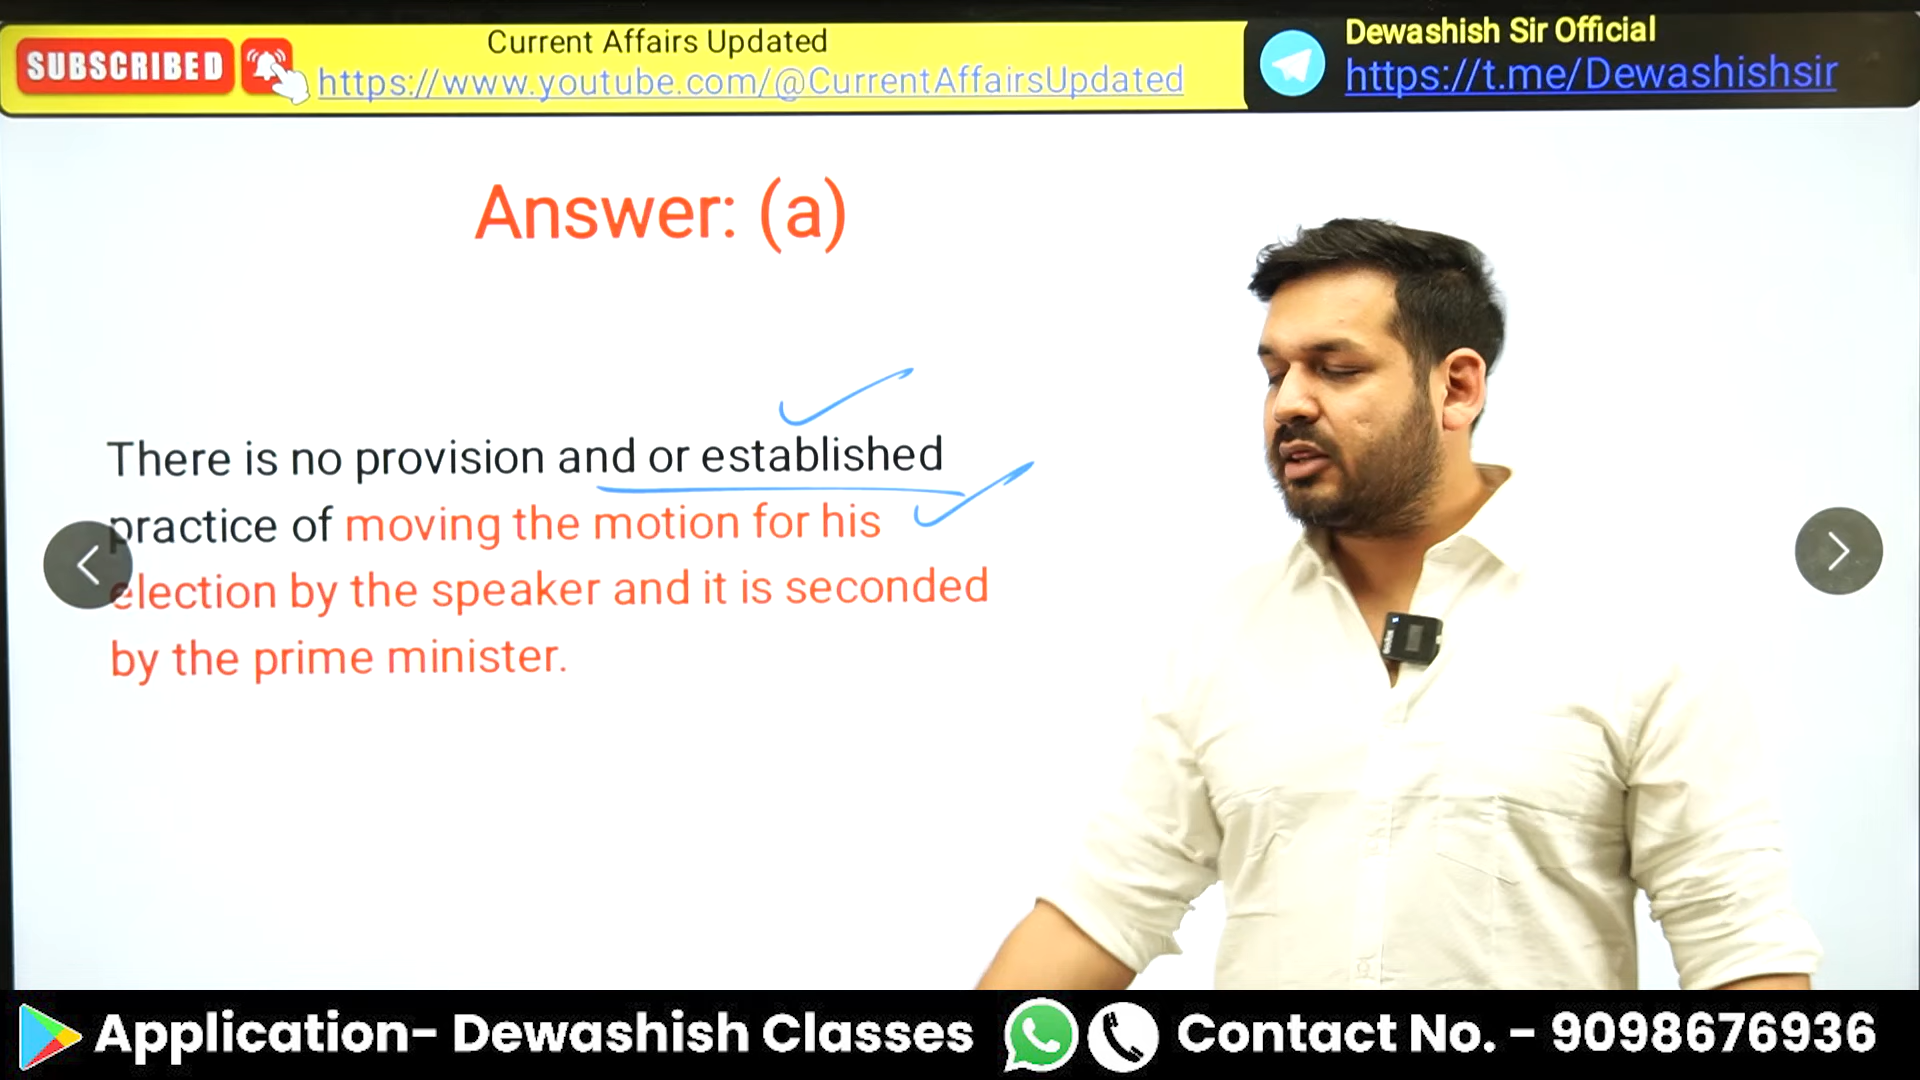 SUBSCRIBED
Current Affairs Updated
https://www.youtube.com/@CurrentAffairsUpdated
Dewashish Sir Official
https://t.me/Dewashishsir
Answer: (a)
There is no provision and or established
practice of moving the motion for his
election by the speaker and it is seconded
by the prime minister.
Application- Dewashish Classes
Contact No. - 9098676936